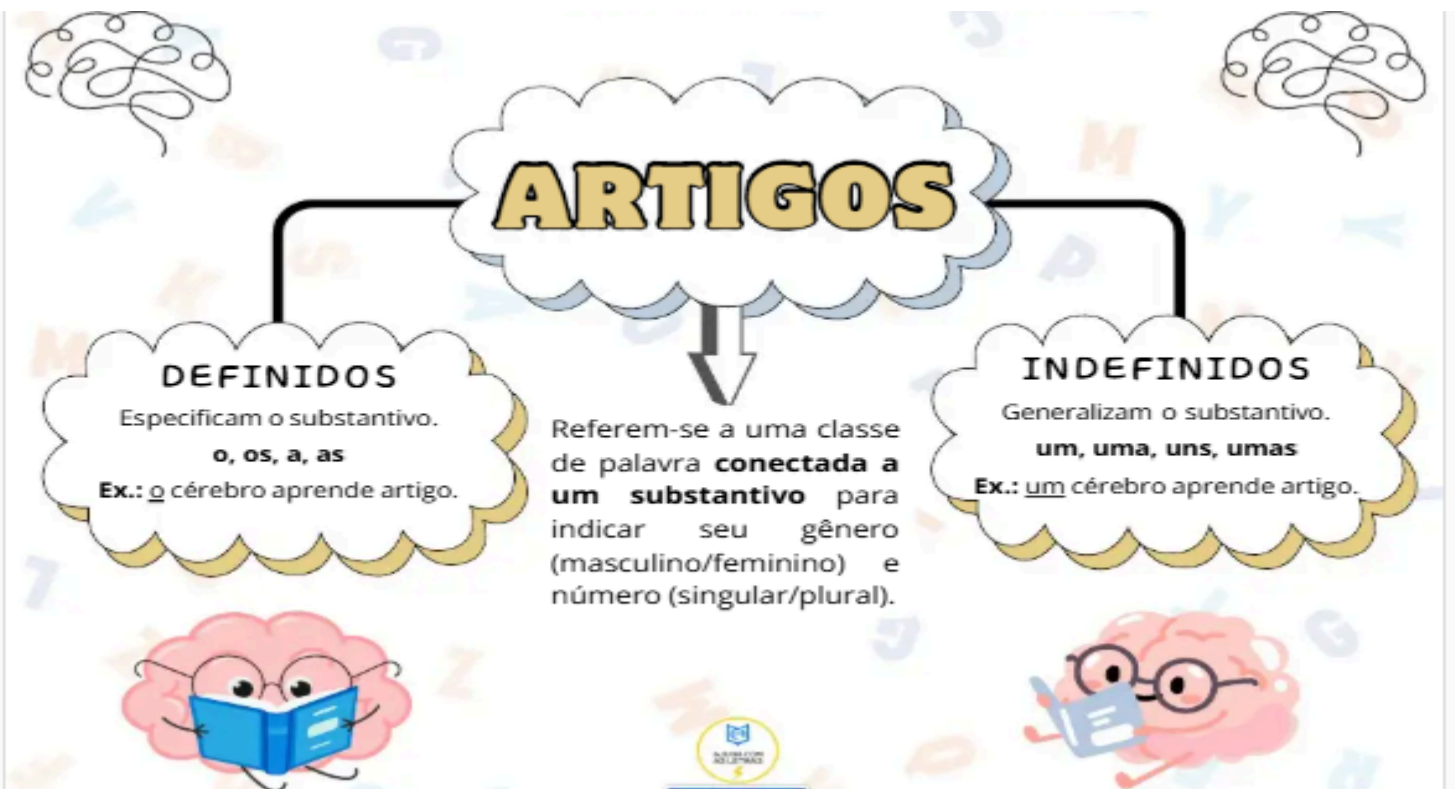 ARTIGOS
DEFINIDOS
Especificam o substantivo.
o, os, a, as
Ex.: o cérebro aprende artigo.
Referem-se a uma classe
de palavra conectada a
um substantivo para
indicar seu gênero
(masculino/feminino) e
número (singular/plural).
INDEFINIDOS
Generalizam o substantivo.
um, uma, uns, umas
Ex.: um cérebro aprende artigo.